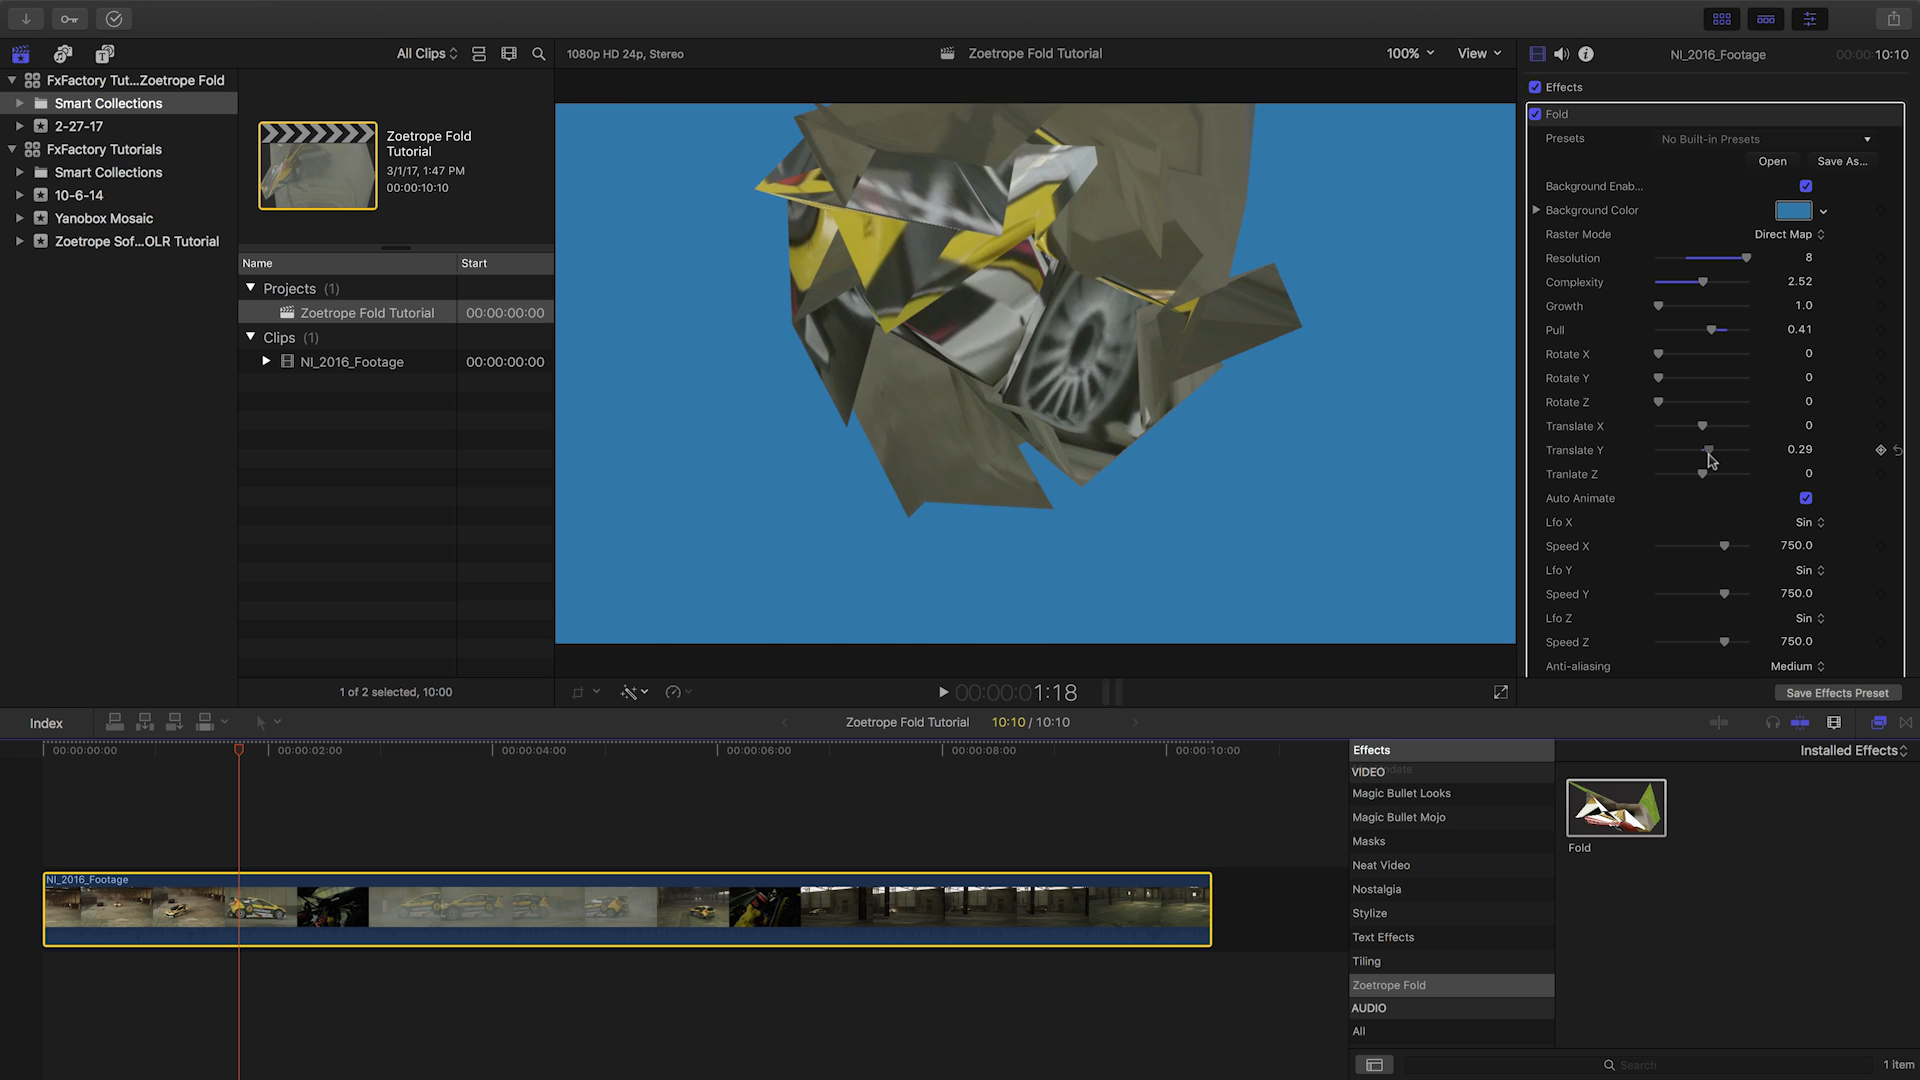 All Clips
1080p HD 24p, Stereo
Zoetrope Fold Tutorial
100%
View
NI_2016_Footage
00:00:00:10:10
FxFactory Tut...Zoetrope Fold
Smart Collections
2-27-17
FxFactory Tutorials
Smart Collections
10-6-14
Yanobox Mosaic
Zoetrope Sof...OLR Tutorial
Zoetrope Fold
Tutorial
3/1/17, 1:47 PM
00:00:10:10
Name
Start
Projects (1)
Zoetrope Fold Tutorial
00:00:00:00
Clips (1)
NI_2016_Footage
00:00:00:00
1 of 2 selected, 10:00
00:00:01:18
Effects
Fold
Presets
No Built-in Presets
Open
Save As...
Background Enab...
Background Color
Raster Mode
Direct Map
Resolution
8
Complexity
2.52
Growth
1.0
Pull
0.41
Rotate X
0
Rotate Y
0
Rotate Z
0
Translate X
0
Translate Y
0.29
Tranlate Z
0
Auto Animate
Lfo X
Sin
Speed X
750.0
Lfo Y
Sin
Speed Y
750.0
Lfo Z
Sin
Speed Z
750.0
Anti-aliasing
Medium
Save Effects Preset
Index
Zoetrope Fold Tutorial
10:10 / 10:10
00:00:00:00
00:00:02:00
00:00:04:00
00:00:06:00
00:00:08:00
00:00:10:00
NI_2016_Footage
Effects
Installed Effects
VIDEO
Magic Bullet Looks
Magic Bullet Mojo
Masks
Neat Video
Nostalgia
Stylize
Text Effects
Tiling
Zoetrope Fold
AUDIO
All
Fold
Search
1 item